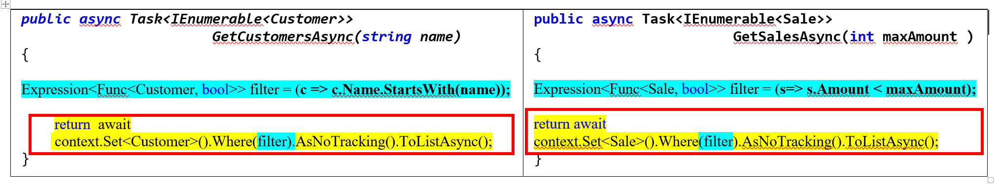 public async Task<IEnumerable<Customer>>
GetCustomersAsync(string name)
{
Expression<Func<Customer, bool>> filter = (c => c.Name.StartsWith(name));
return  await
context.Set<Customer>().Where(filter).AsNoTracking().ToListAsync();
}
public async Task<IEnumerable<Sale>>
GetSalesAsync(int maxAmount )
{
Expression<Func<Sale, bool>> filter = (s=> s.Amount < maxAmount);
return await
context.Set<Sale>().Where(filter).AsNoTracking().ToListAsync();
}